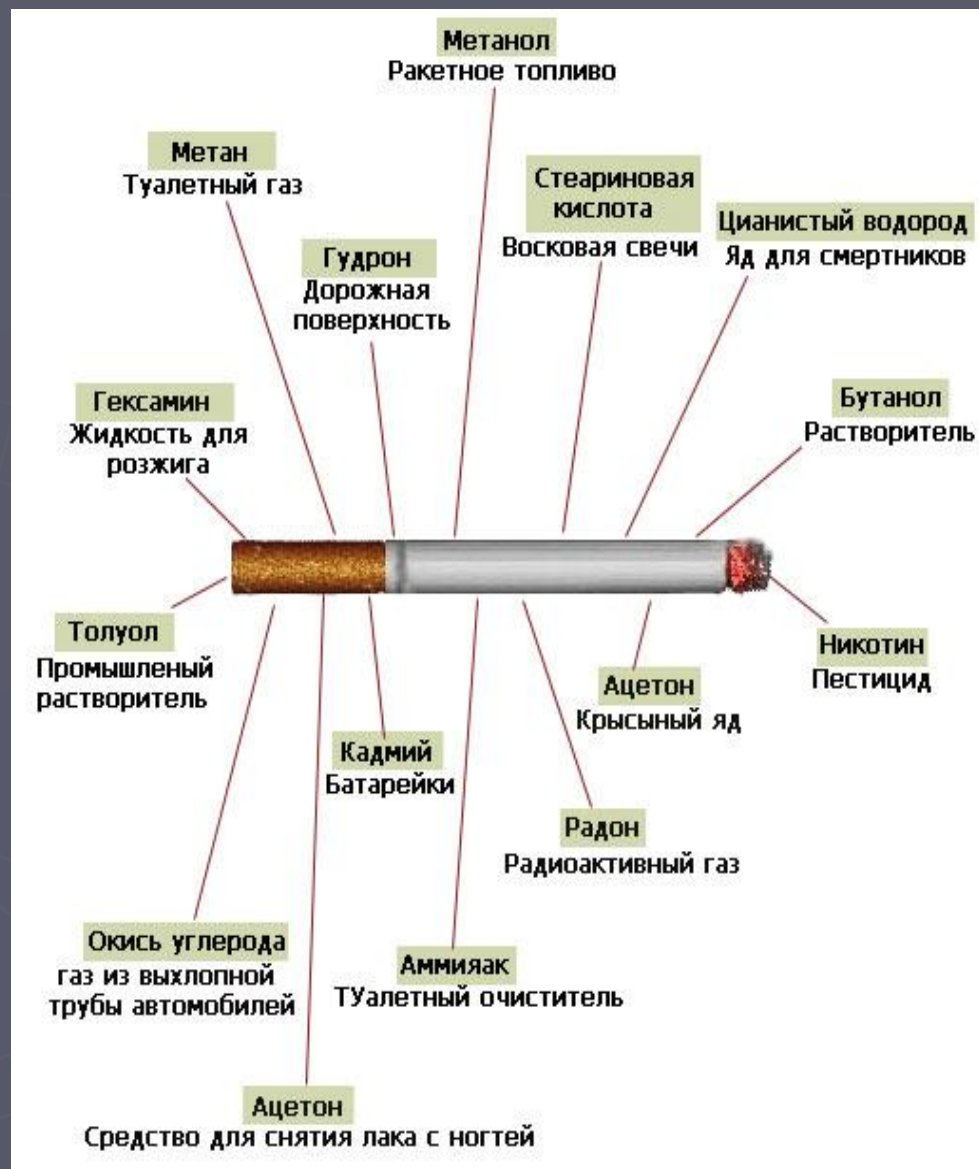 Метанол
Ракетное топливо
Метан
Туалетный газ
Стеариновая
кислота
Восковая свечи
Цианистый водород
Яд для смертников
Гудрон
Дорожная
поверхность
Гексамин
Жидкость для
розжига
Бутанол
Растворитель
Толуол
Промышленый
растворитель
Никотин
Пестицид
Ацетон
Крысыный яд
Кадмий
Батарейки
Радон
Радиоактивный газ
Окись углерода
газ из выхлопной
трубы автомобилей
Аммияак
ТУалетный очиститель
Ацетон
Средство для снятия лака с ногтей